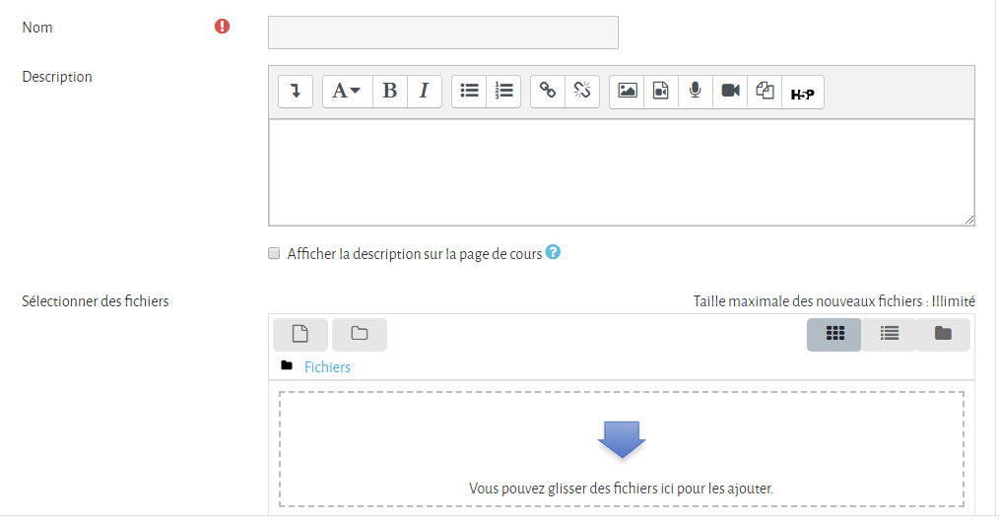 Nom
Description
A B I H5P
Afficher la description sur la page de cours
Sélectionner des fichiers Taille maximale des nouveaux fichiers : Illimité
Fichiers
Vous pouvez glisser des fichiers ici pour les ajouter.